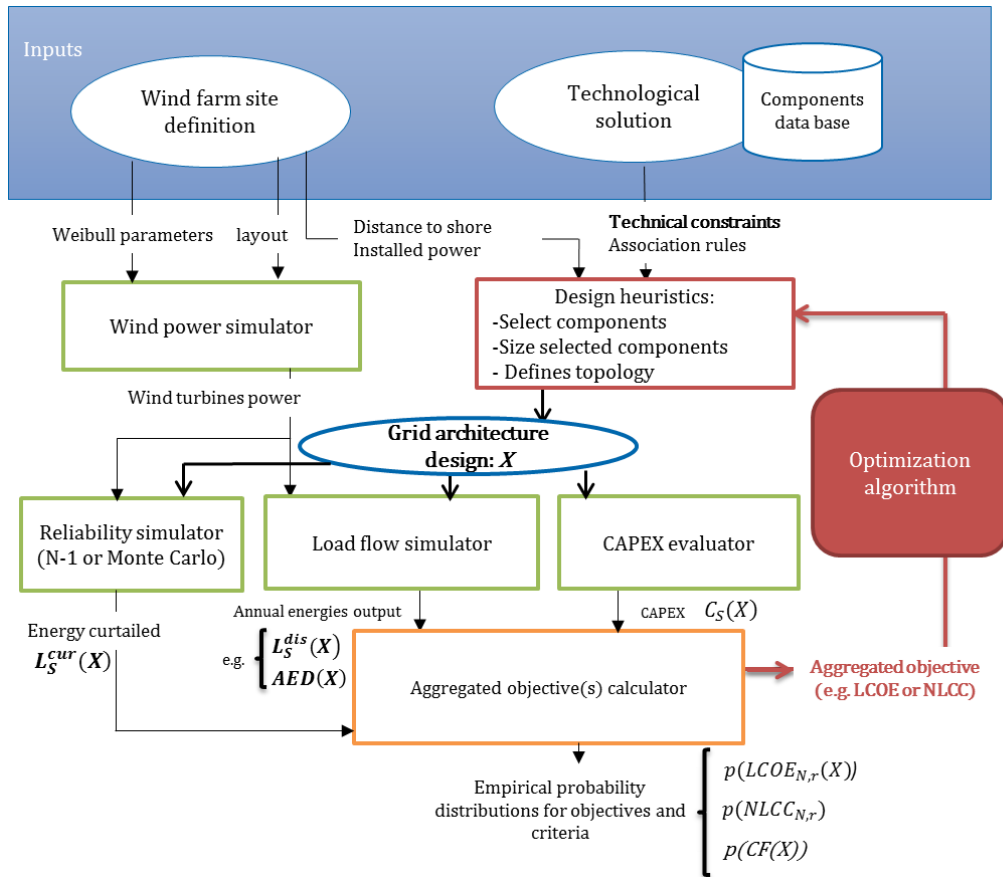 Inputs
Wind farm site
definition
Technological
solution
Components
data base
Weibull parameters
layout
Distance to shore
Installed power
Technical constraints
Association rules
Wind power simulator
Design heuristics:
-Select components
-Size selected components
- Defines topology
Wind turbines power
Grid architecture
design: X
Optimization
algorithm
Reliability simulator
(N-1 or Monte Carlo)
Load flow simulator
CAPEX evaluator
Energy curtailed
L_S^{cur}(X)
Annual energies output
e.g.
L_S^{dis}(X)
AED(X)
CAPEX C_S(X)
Aggregated objective(s) calculator
Aggregated objective
(e.g. LCOE or NLCC)
Empirical probability
distributions for objectives and
criteria
p(LCOE_{N,r}(X))
p(NLCC_{N,r})
p(CF(X))